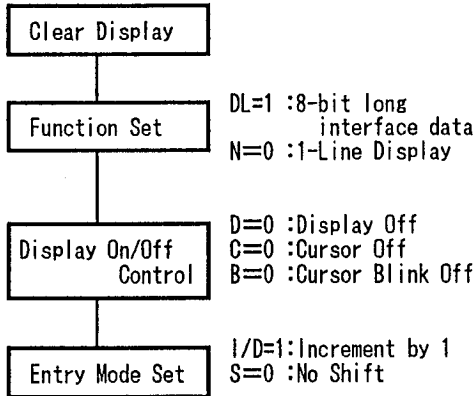 Clear Display
Function Set
DL=1 :8-bit long
interface data
N=0 :1-Line Display
Display On/Off
Control
D=0 :Display Off
C=0 :Cursor Off
B=0 :Cursor Blink Off
Entry Mode Set
I/D=1:Increment by 1
S=0 :No Shift